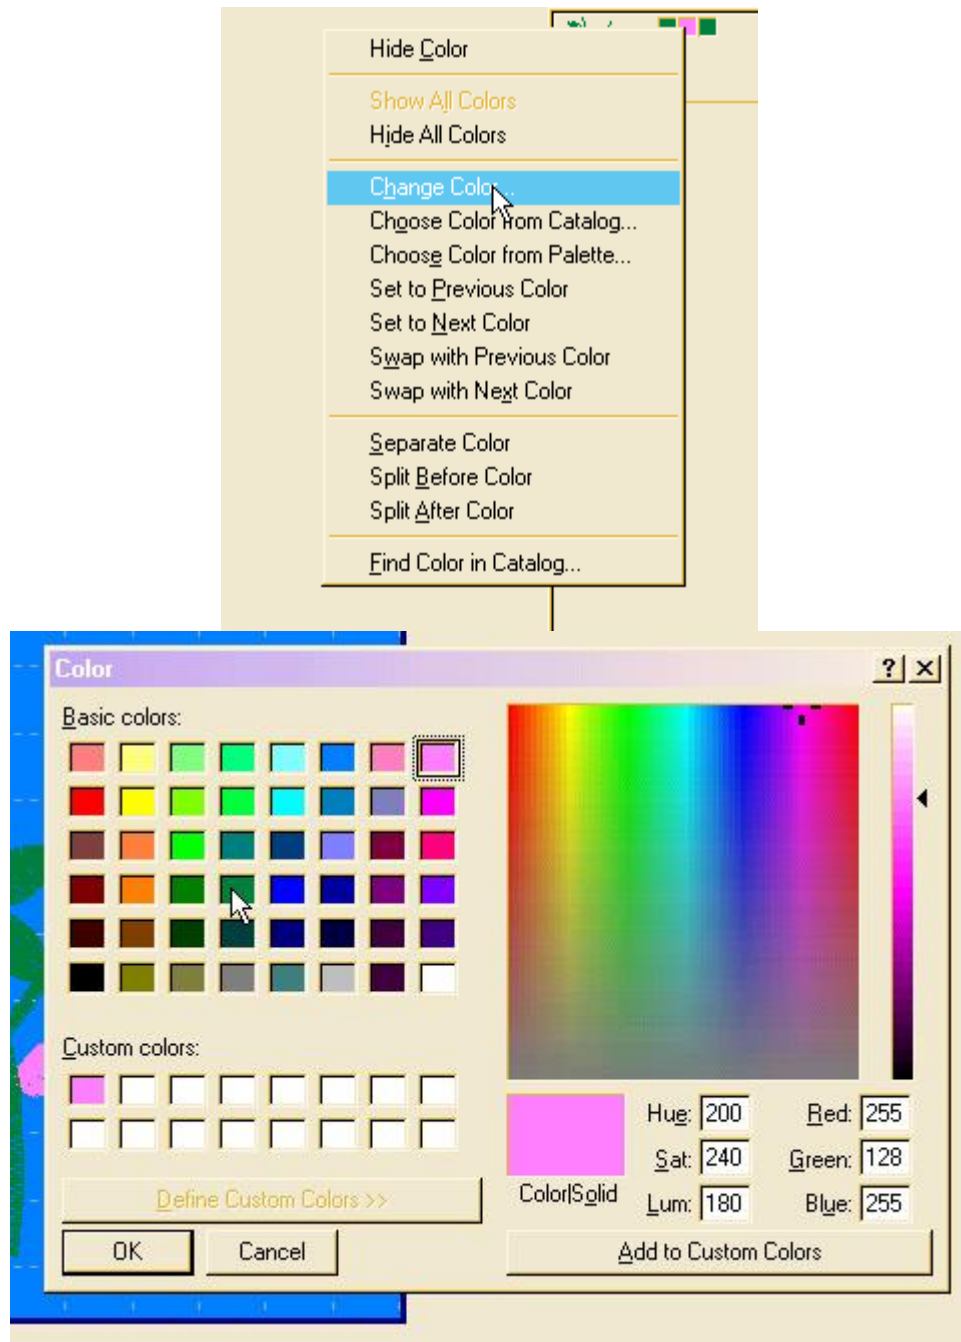 Hide Color
Show All Colors
Hide All Colors
Change Color...
Choose Color from Catalog...
Choose Color from Palette...
Set to Previous Color
Set to Next Color
Swap with Previous Color
Swap with Next Color
Separate Color
Split Before Color
Split After Color
Find Color in Catalog...
Color
Basic colors:
Custom colors:
Define Custom Colors >>
OK Cancel
Color|Solid
Hue: 200 Red: 255
Sat: 240 Green: 128
Lum: 180 Blue: 255
Add to Custom Colors